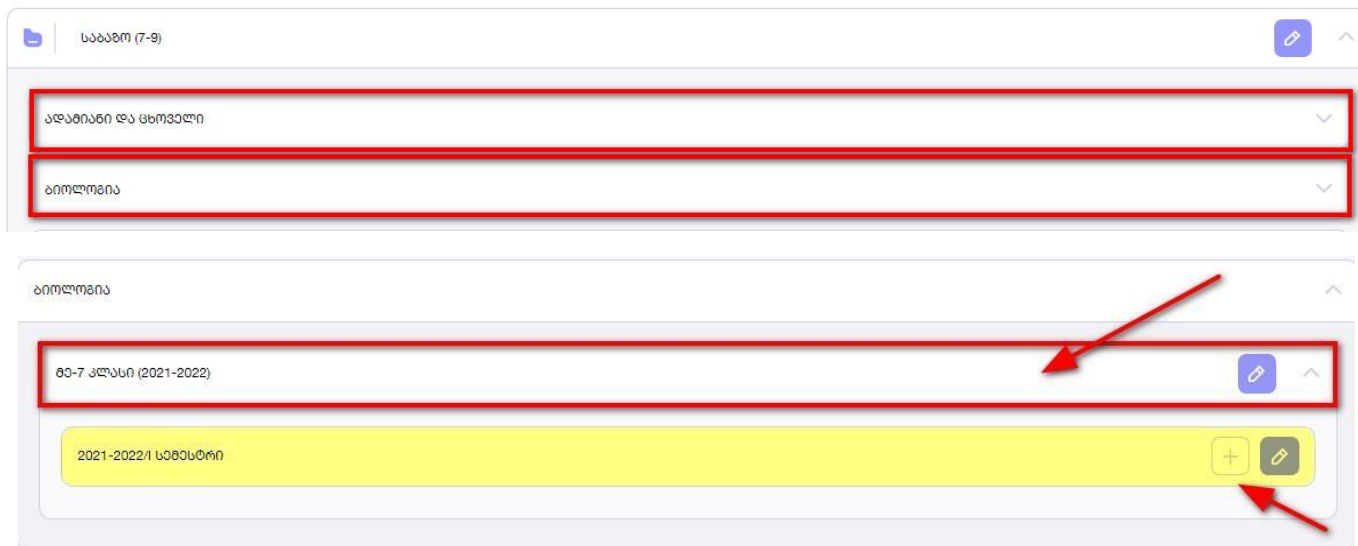 საბაზო (7-9)
ადამიანი და ცხოველი
ბიოლოგია
ბიოლოგია
მე-7 კლასი (2021-2022)
2021-2022/I სემესტრი